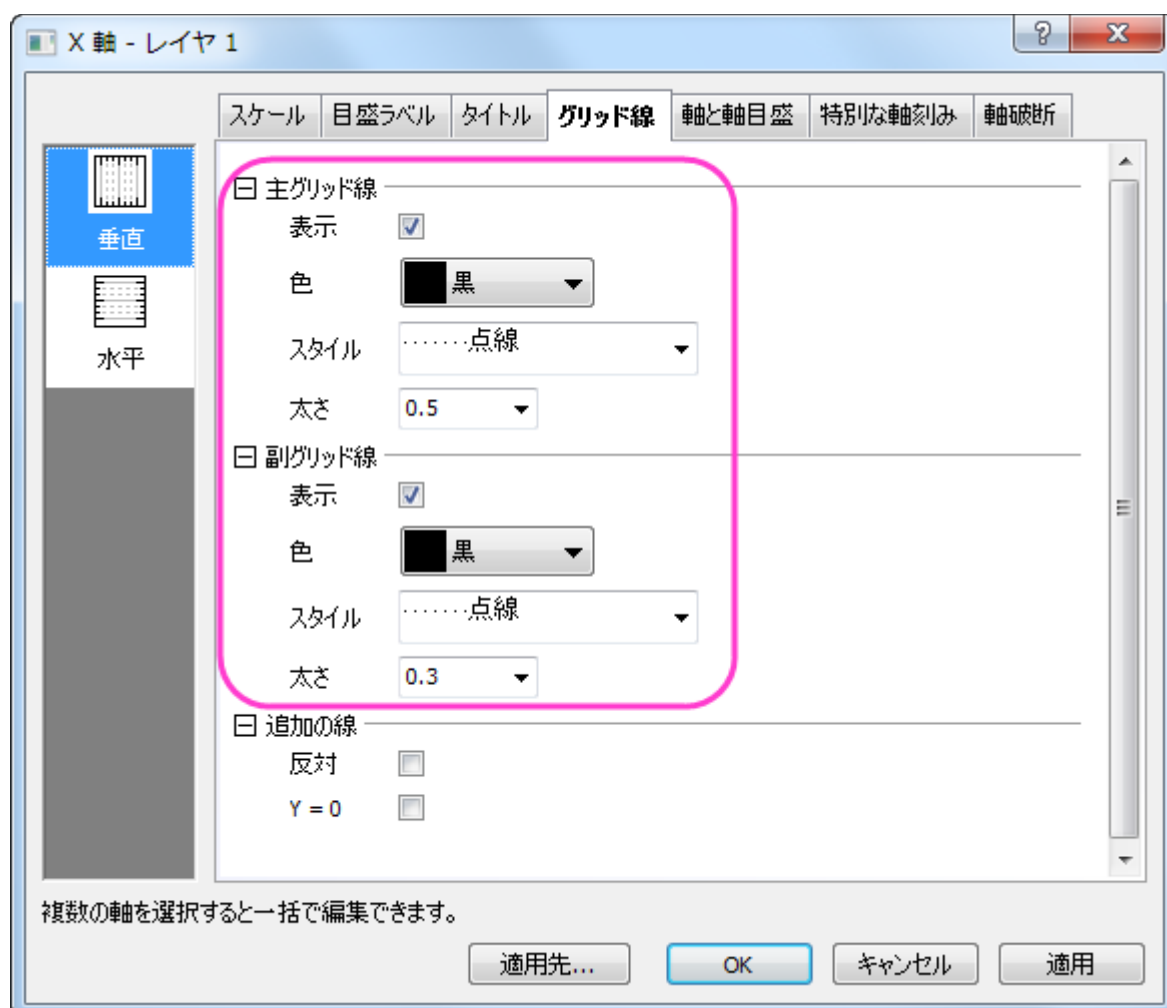 X 軸 - レイヤ 1
スケール 目盛ラベル タイトル グリッド線 軸と軸目盛 特別な軸刻み 軸破断
垂直
水平
主グリッド線
表示
色 黒
スタイル ・・・・・・・点線
太さ 0.5
副グリッド線
表示
色 黒
スタイル ・・・・・・・点線
太さ 0.3
追加の線
反対
Y = 0
複数の軸を選択すると一括で編集できます。
適用先... OK キャンセル 適用